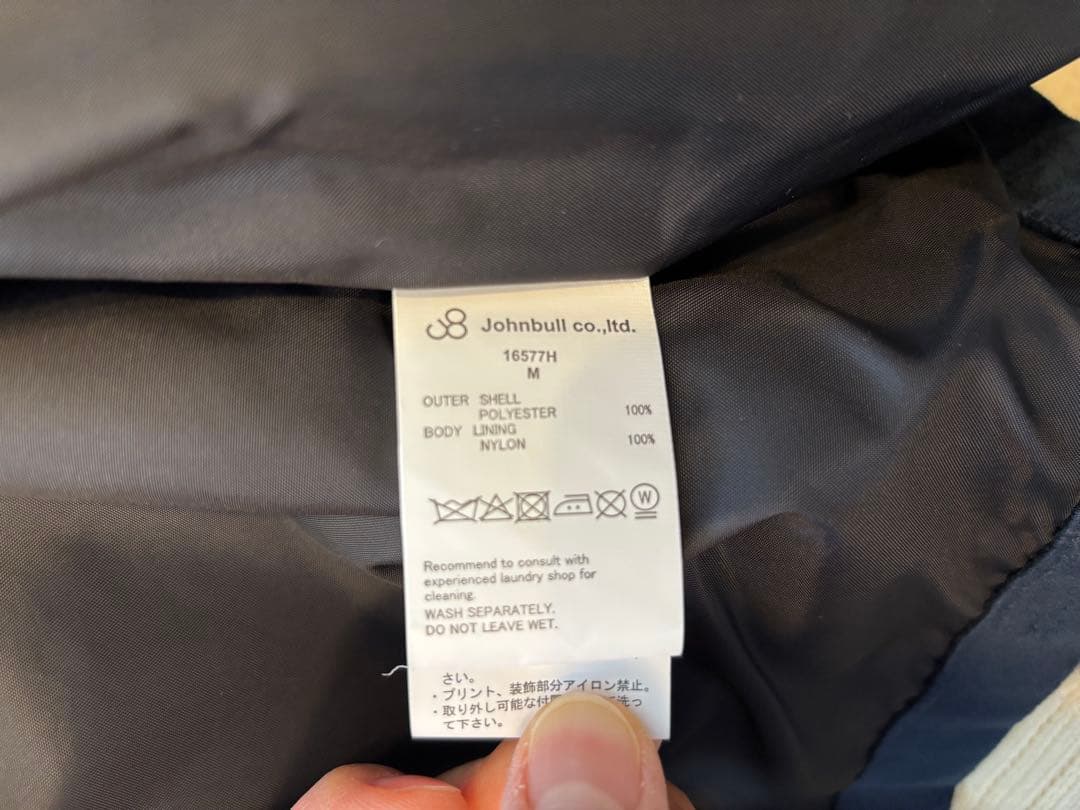 Johnbull co.,ltd.
16577H
M
OUTER SHELL
POLYESTER 100%
BODY LINING
NYLON 100%
W
Recommend to consult with
experienced laundry shop for
cleaning.
WASH SEPARATELY.
DO NOT LEAVE WET.
さい。
・プリント、装飾部分アイロン禁止。
・取り外し可能な付 洗っ
て下さい。